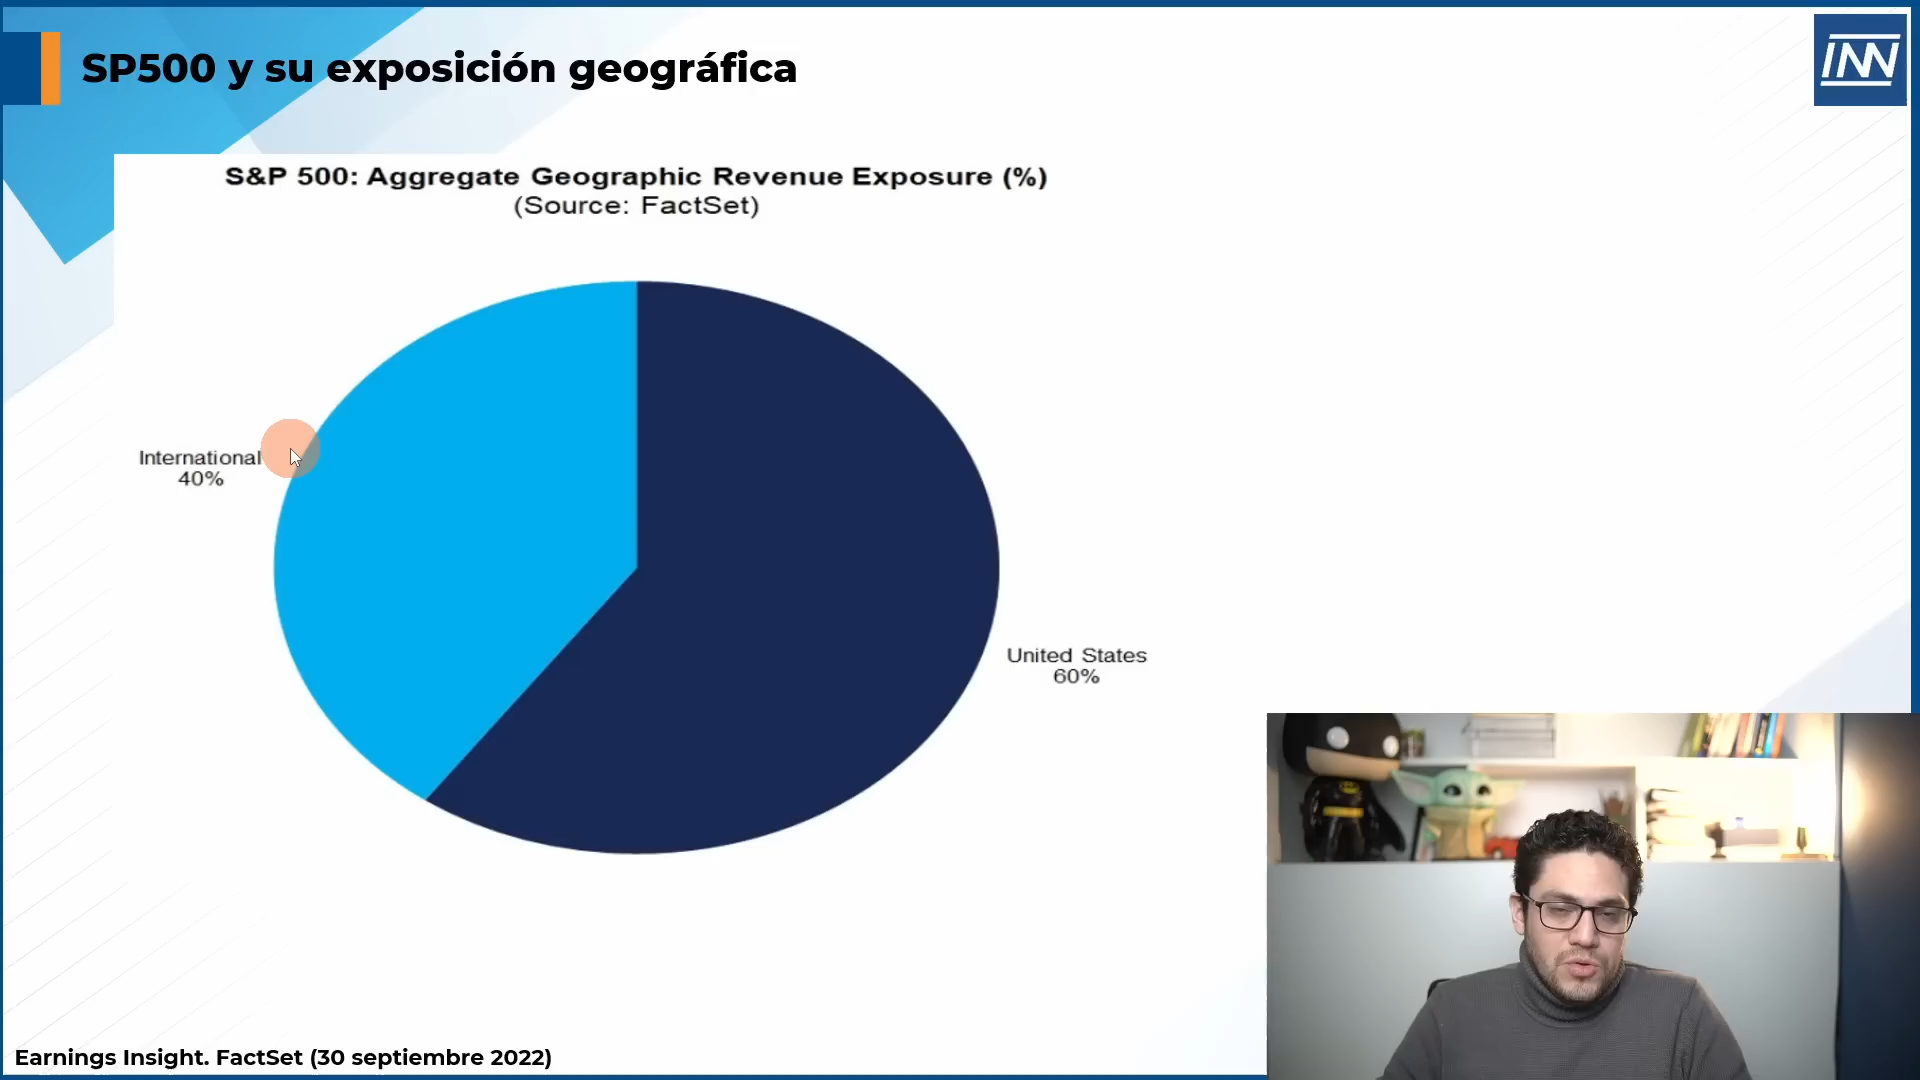 SP500 y su exposición geográfica
INN
S&P 500: Aggregate Geographic Revenue Exposure (%)
(Source: FactSet)
International
40%
United States
60%
Earnings Insight. FactSet (30 septiembre 2022)